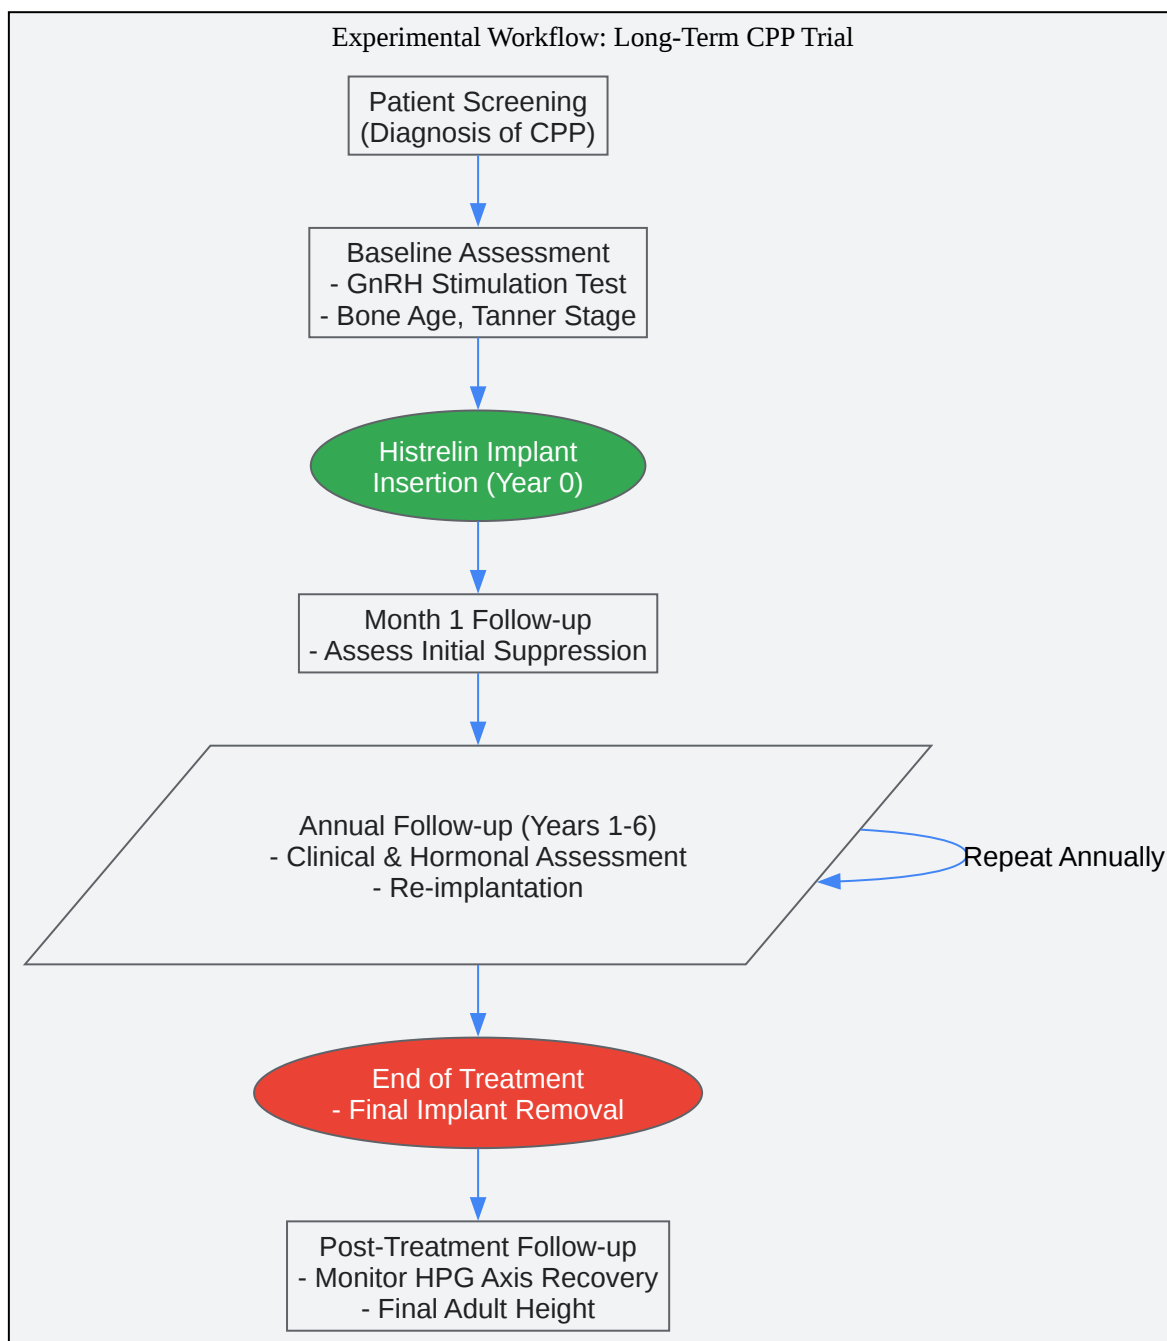 Experimental Workflow: Long-Term CPP Trial
Patient Screening
(Diagnosis of CPP)
Baseline Assessment
- GnRH Stimulation Test
- Bone Age, Tanner Stage
Histrelin Implant
Insertion (Year 0)
Month 1 Follow-up
- Assess Initial Suppression
Annual Follow-up (Years 1-6)
- Clinical & Hormonal Assessment
- Re-implantation
Repeat Annually
End of Treatment
- Final Implant Removal
Post-Treatment Follow-up
- Monitor HPG Axis Recovery
- Final Adult Height